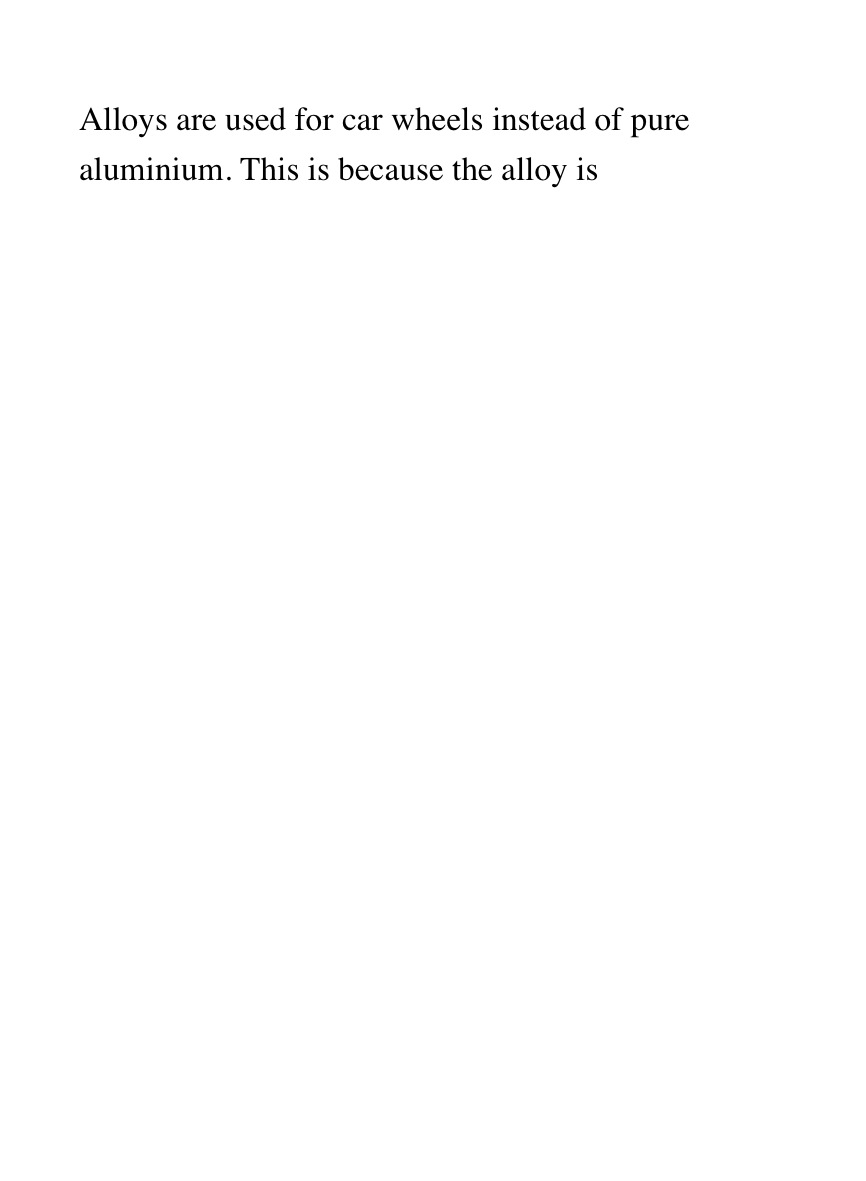 Alloys are used for car wheels instead of pure
aluminium. This is because the alloy is